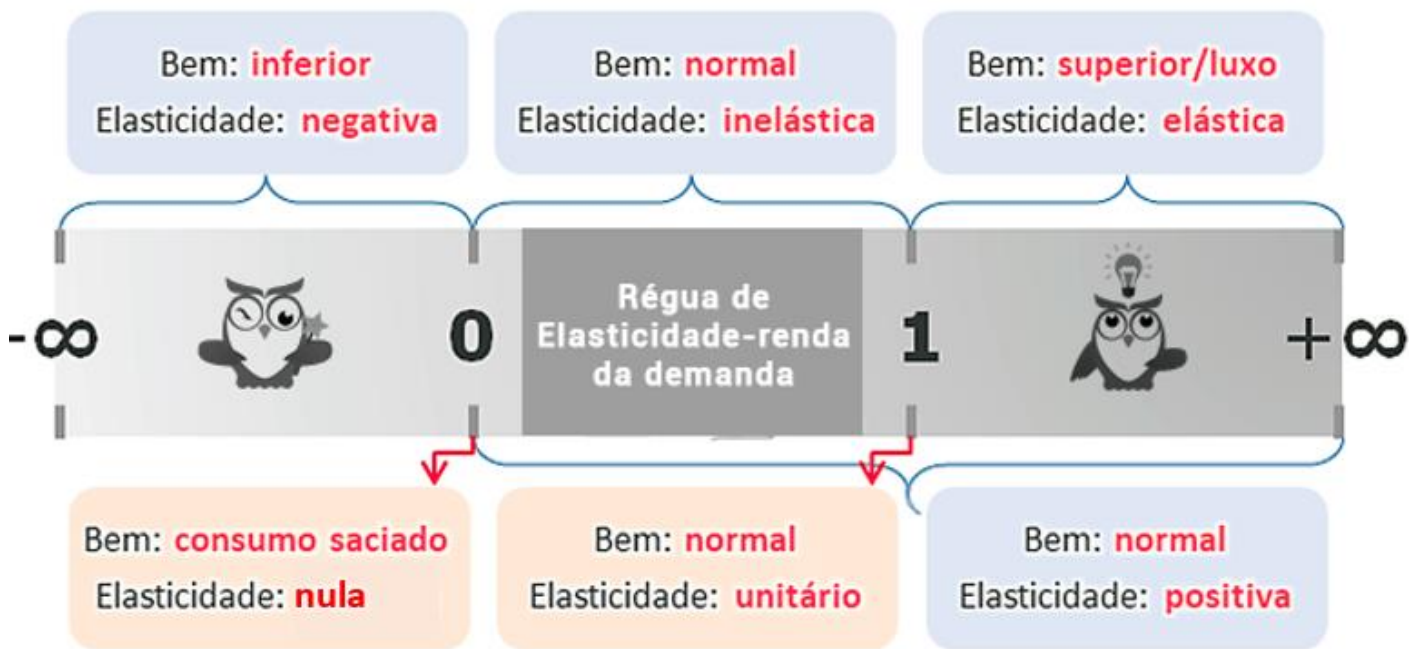 Bem: inferior
Elasticidade: negativa
Bem: normal
Elasticidade: inelástica
Bem: superior/luxo
Elasticidade: elástica
-∞
0
Régua de
Elasticidade-renda
da demanda
1
+∞
Bem: consumo saciado
Elasticidade: nula
Bem: normal
Elasticidade: unitário
Bem: normal
Elasticidade: positiva